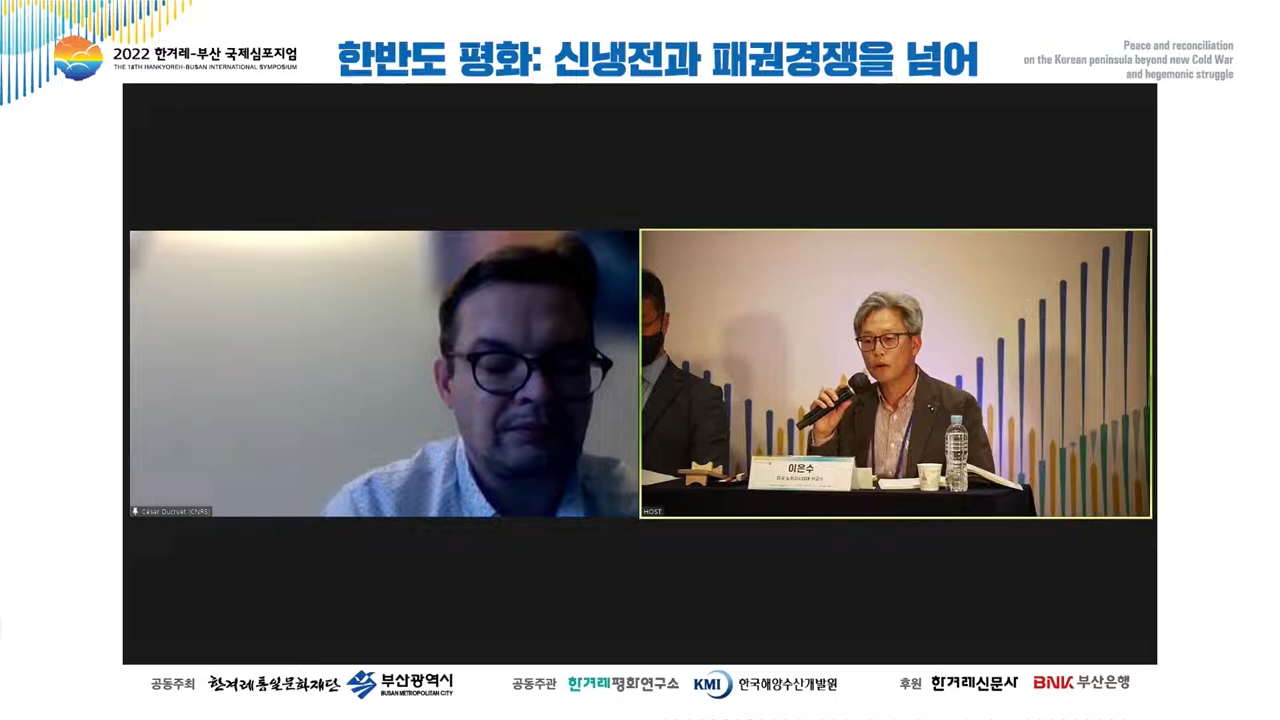 2022 한겨레-부산 국제심포지엄
THE 18TH HANKYOREH-BUSAN INTERNATIONAL SYMPOSIUM
한반도 평화: 신냉전과 패권경쟁을 넘어
Peace and reconciliation
on the Korean peninsula beyond new Cold War
and hegemonic struggle
César Ducruet (CNRS)
이은수
HOST
공동주최 한겨레통일문화재단 부산광역시
BUSAN METROPOLITAN CITY
공동주관 한겨레평화연구소 KMI 한국해양수산개발원
후원 한겨레신문사 BNK 부산은행